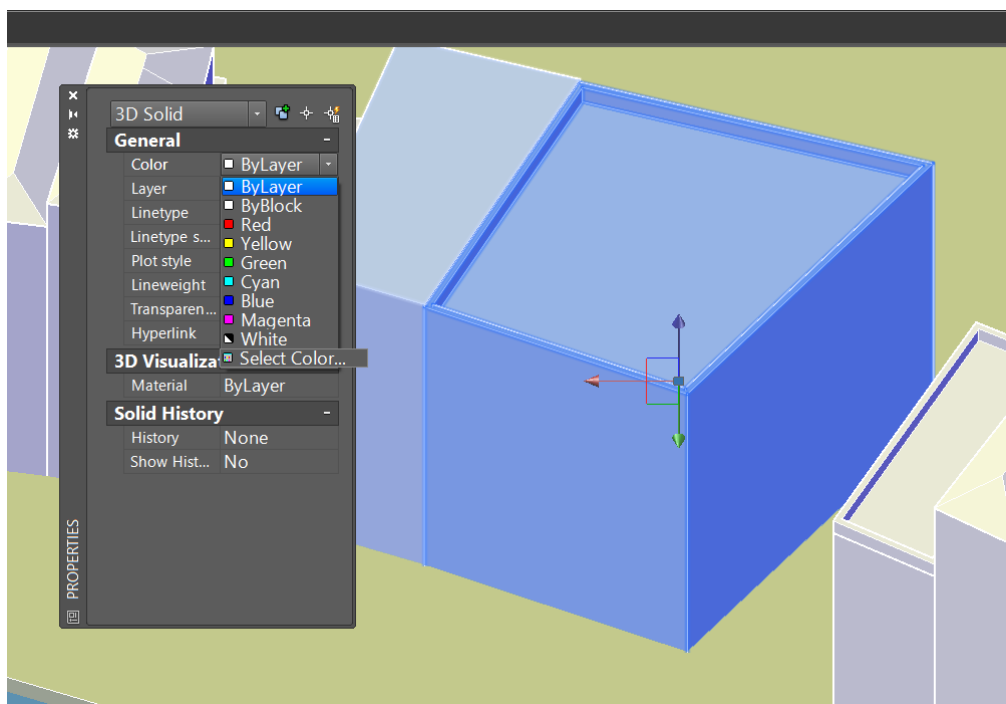 3D Solid
General
Color ByLayer
Layer ByLayer
Linetype ByBlock
Linetype s... Red
Yellow
Plot style Green
Lineweight Cyan
Transparen... Blue
Magenta
Hyperlink White
3D Visualiza Select Color...
Material ByLayer
Solid History
History None
Show Hist... No
PROPERTIES